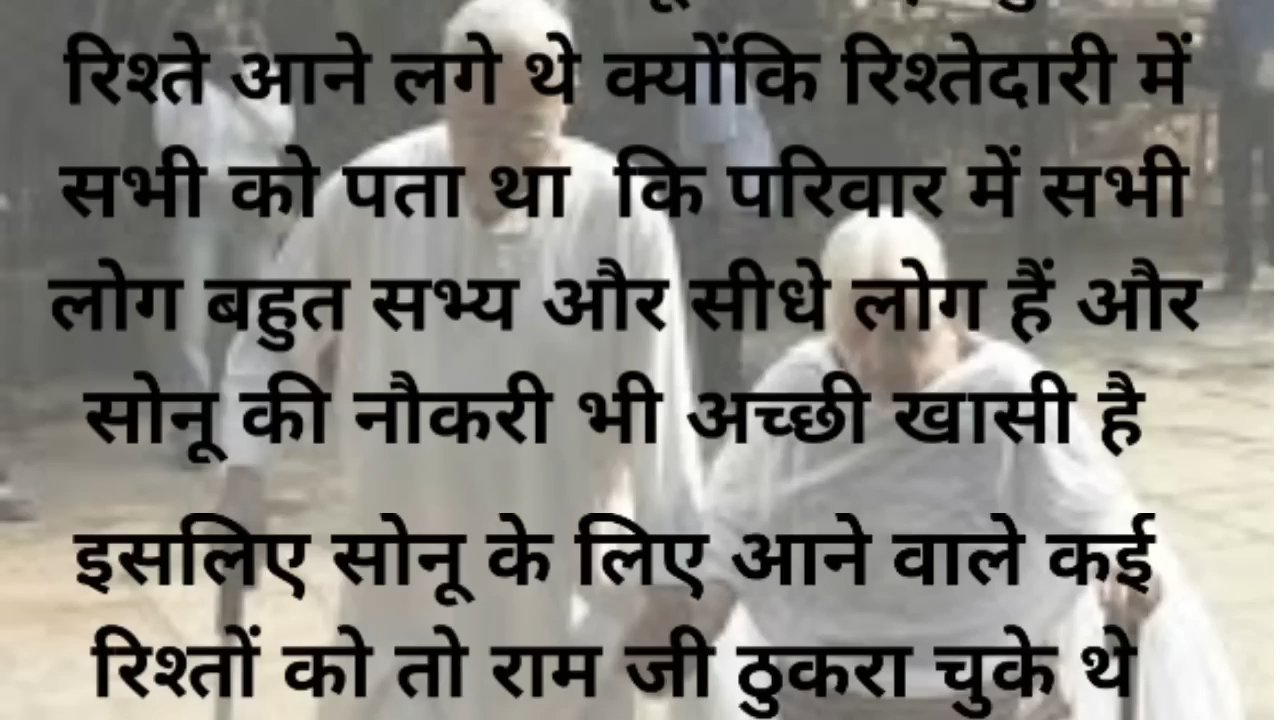 रिश्ते आने लगे थे क्योंकि रिश्तेदारी में
सभी को पता था कि परिवार में सभी
लोग बहुत सभ्य और सीधे लोग हैं और
सोनू की नौकरी भी अच्छी खासी है
इसलिए सोनू के लिए आने वाले कई
रिश्तों को तो राम जी ठुकरा चुके थे